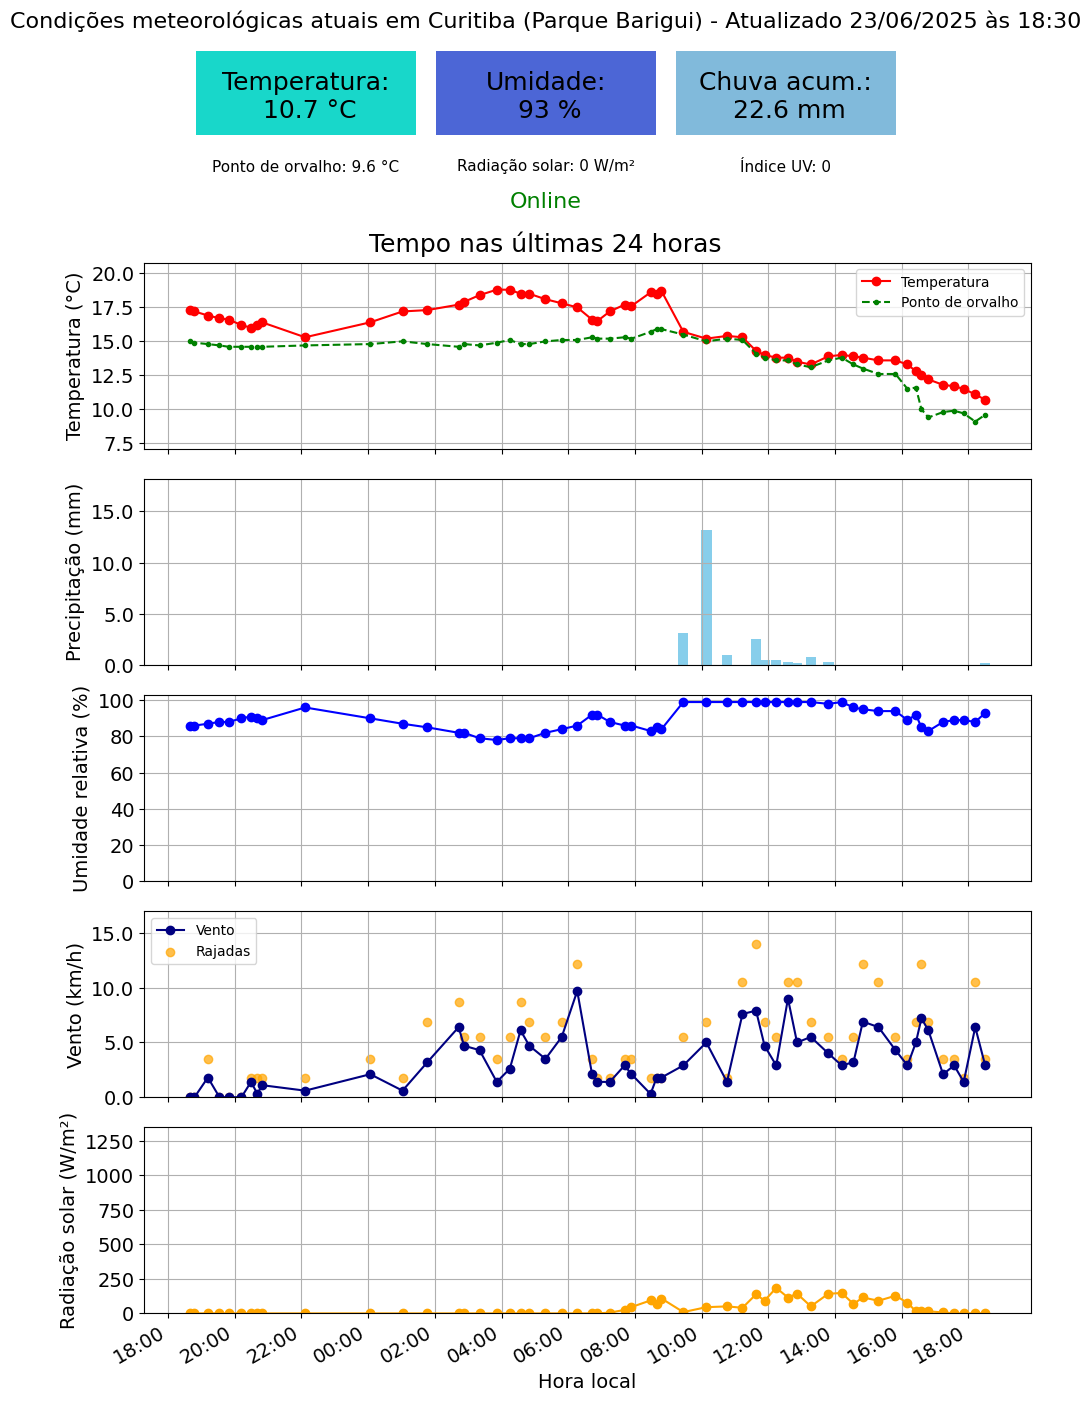 Condições meteorológicas atuais em Curitiba (Parque Barigui) - Atualizado 23/06/2025 às 18:30
Temperatura:
10.7 °C
Umidade:
93 %
Chuva acum.:
22.6 mm
Ponto de orvalho: 9.6 °C
Radiação solar: 0 W/m²
Índice UV: 0
Online
Tempo nas últimas 24 horas
Temperatura (°C)
20.0
17.5
15.0
12.5
10.0
7.5
Temperatura
Ponto de orvalho
Precipitação (mm)
15.0
10.0
5.0
0.0
Umidade relativa (%)
100
80
60
40
20
0
Vento (km/h)
15.0
10.0
5.0
0.0
Vento
Rajadas
Radiação solar (W/m²)
1250
1000
750
500
250
0
18:00
20:00
22:00
00:00
02:00
04:00
06:00
08:00
10:00
12:00
14:00
16:00
18:00
Hora local